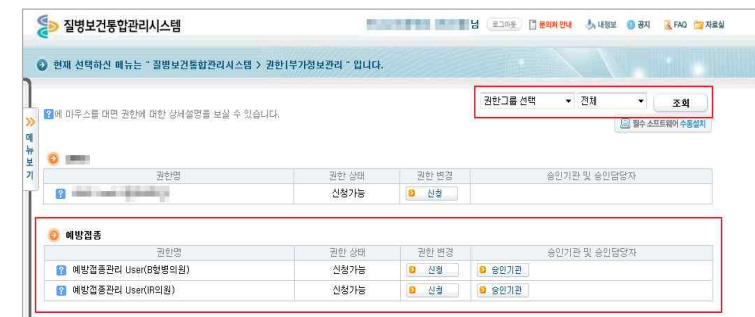 질병보건통합관리시스템
님 로그아웃 문의처 안내 내정보 공지 FAQ 자료실
현재 선택하신 메뉴는 " 질병보건통합관리시스템 > 권한|부가정보관리 " 입니다.
권한그룹 선택 전체 조회
?에 마우스를 대면 권한에 대한 상세설명을 보실 수 있습니다.
필수 소프트웨어 수동설치
메뉴보기
권한명 권한 상태 권한 변경 승인기관 및 승인담당자
? 신청가능 신청
예방접종
권한명 권한 상태 권한 변경 승인기관 및 승인담당자
? 예방접종관리 User(B형병의원) 신청가능 신청 승인기관
? 예방접종관리 User(IR의원) 신청가능 신청 승인기관